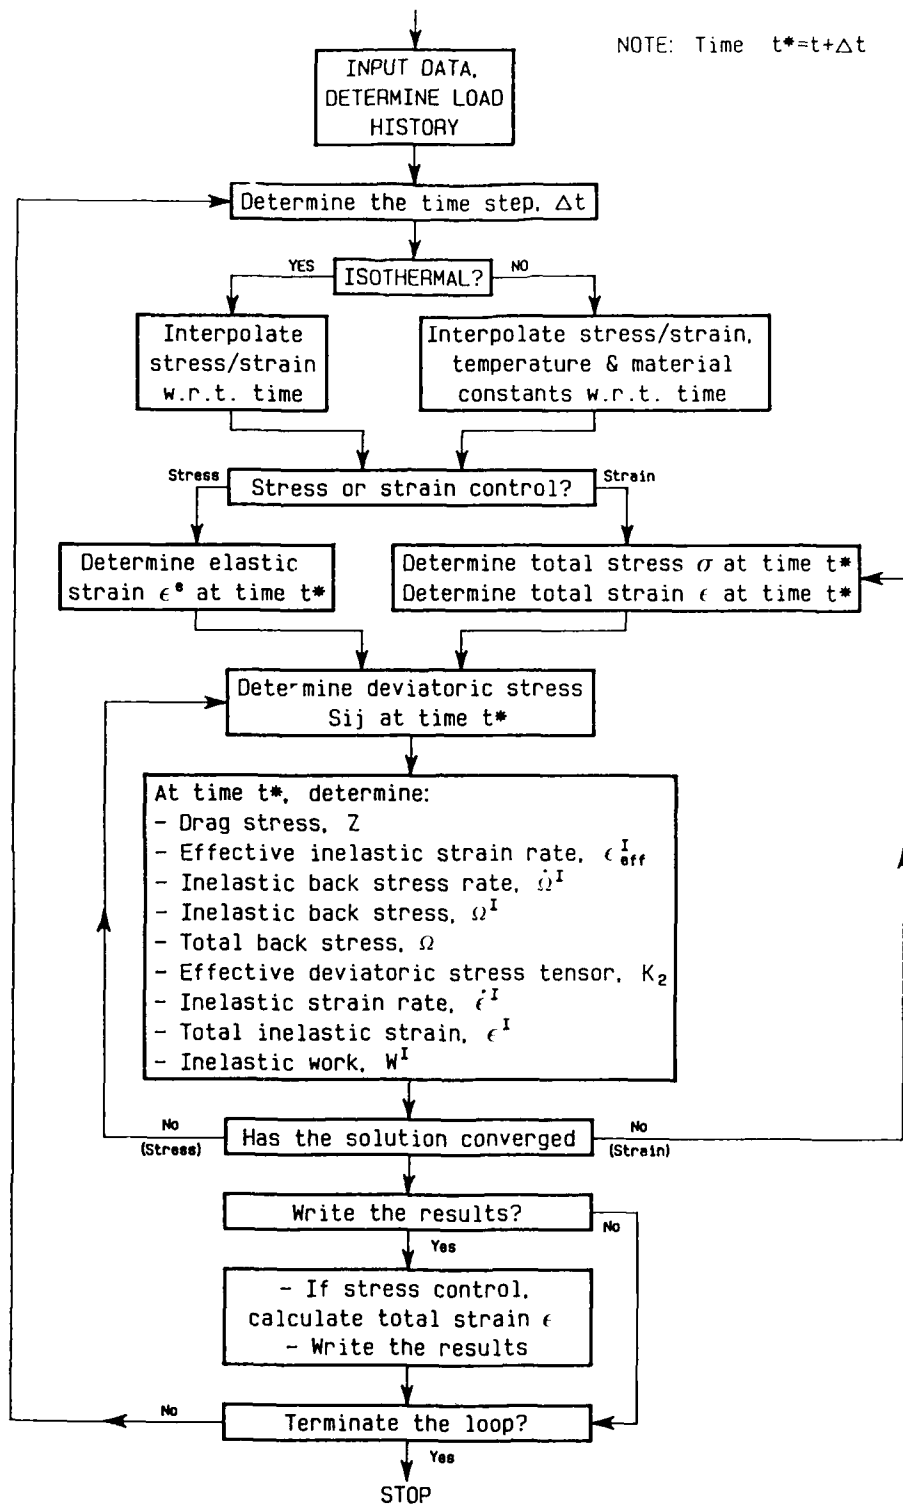 NOTE: Time t*=t+Δt
INPUT DATA,
DETERMINE LOAD
HISTORY
Determine the time step, Δt
YES
ISOTHERMAL?
NO
Interpolate
stress/strain
w.r.t. time
Interpolate stress/strain,
temperature & material
constants w.r.t. time
Stress
Stress or strain control?
Strain
Determine elastic
strain ϵᵉ at time t*
Determine total stress σ at time t*
Determine total strain ϵ at time t*
Determine deviatoric stress
Sij at time t*
At time t*, determine:
- Drag stress, Z
- Effective inelastic strain rate, ϵ̇ᴵeff
- Inelastic back stress rate, Ω̇ᴵ
- Inelastic back stress, Ωᴵ
- Total back stress, Ω
- Effective deviatoric stress tensor, K₂
- Inelastic strain rate, ϵ̇ᴵ
- Total inelastic strain, ϵᴵ
- Inelastic work, Wᴵ
No
(Stress)
Has the solution converged
No
(Strain)
Write the results?
No
Yes
- If stress control,
calculate total strain ϵ
- Write the results
No
Terminate the loop?
Yes
STOP